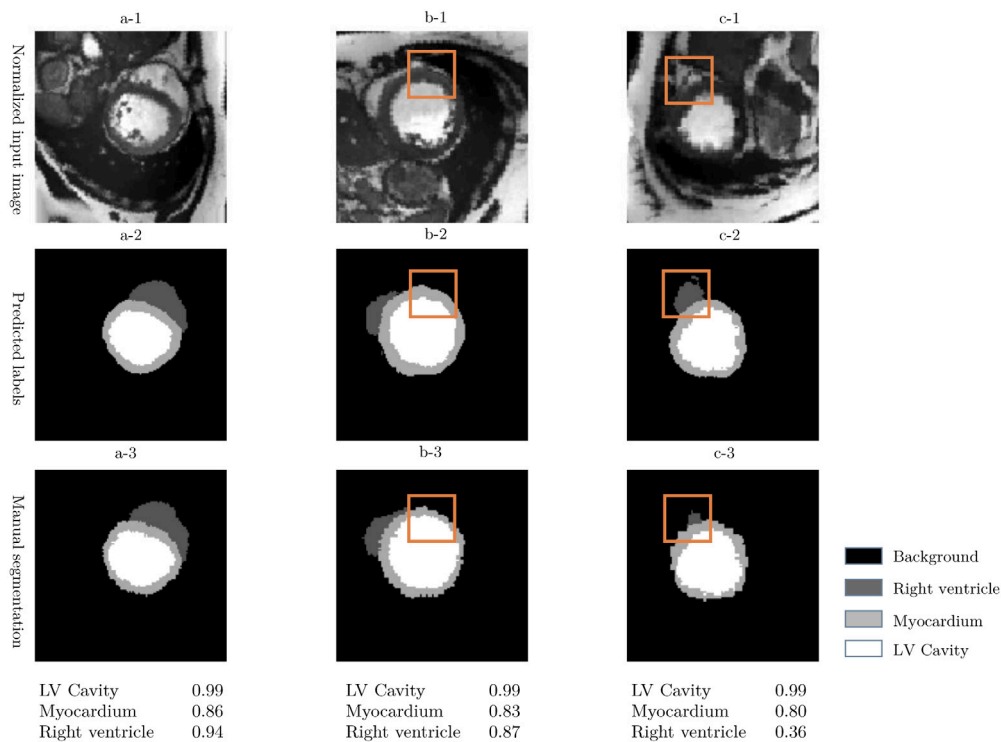 a-1
b-1
c-1
Normalized input image
a-2
b-2
c-2
Predicted labels
a-3
b-3
c-3
Manual segmentation
Background
Right ventricle
Myocardium
LV Cavity
LV Cavity 0.99
Myocardium 0.86
Right ventricle 0.94
LV Cavity 0.99
Myocardium 0.83
Right ventricle 0.87
LV Cavity 0.99
Myocardium 0.80
Right ventricle 0.36